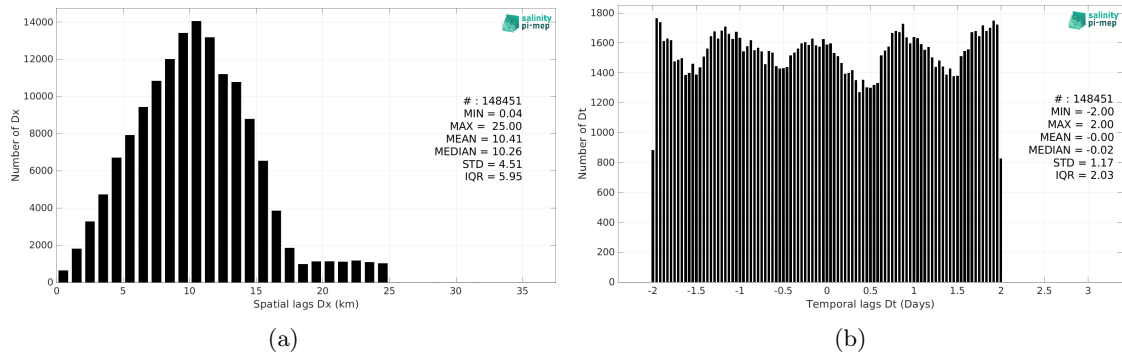 14000
12000
10000
8000
6000
4000
2000
0
Number of Dx
0 5 10 15 20 25 30 35
Spatial lags Dx (km)
salinity
pi-mep
# : 148451
MIN = 0.04
MAX = 25.00
MEAN = 10.41
MEDIAN = 10.26
STD = 4.51
IQR = 5.95
(a)
1800
1600
1400
1200
1000
800
600
400
200
0
Number of Dt
-2 -1.5 -1 -0.5 0 0.5 1 1.5 2 2.5 3
Temporal lags Dt (Days)
salinity
pi-mep
# : 148451
MIN = -2.00
MAX = 2.00
MEAN = -0.00
MEDIAN = -0.02
STD = 1.17
IQR = 2.03
(b)